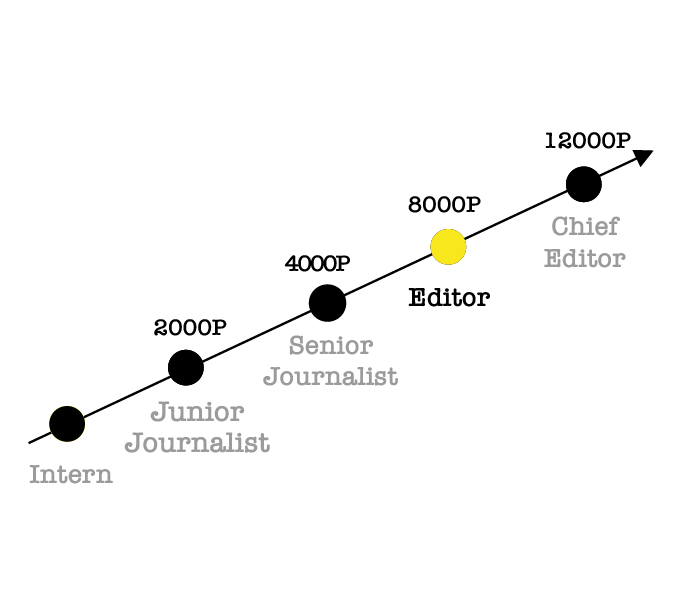 12000P
Chief
Editor
8000P
Editor
4000P
Senior
Journalist
2000P
Junior
Journalist
Intern